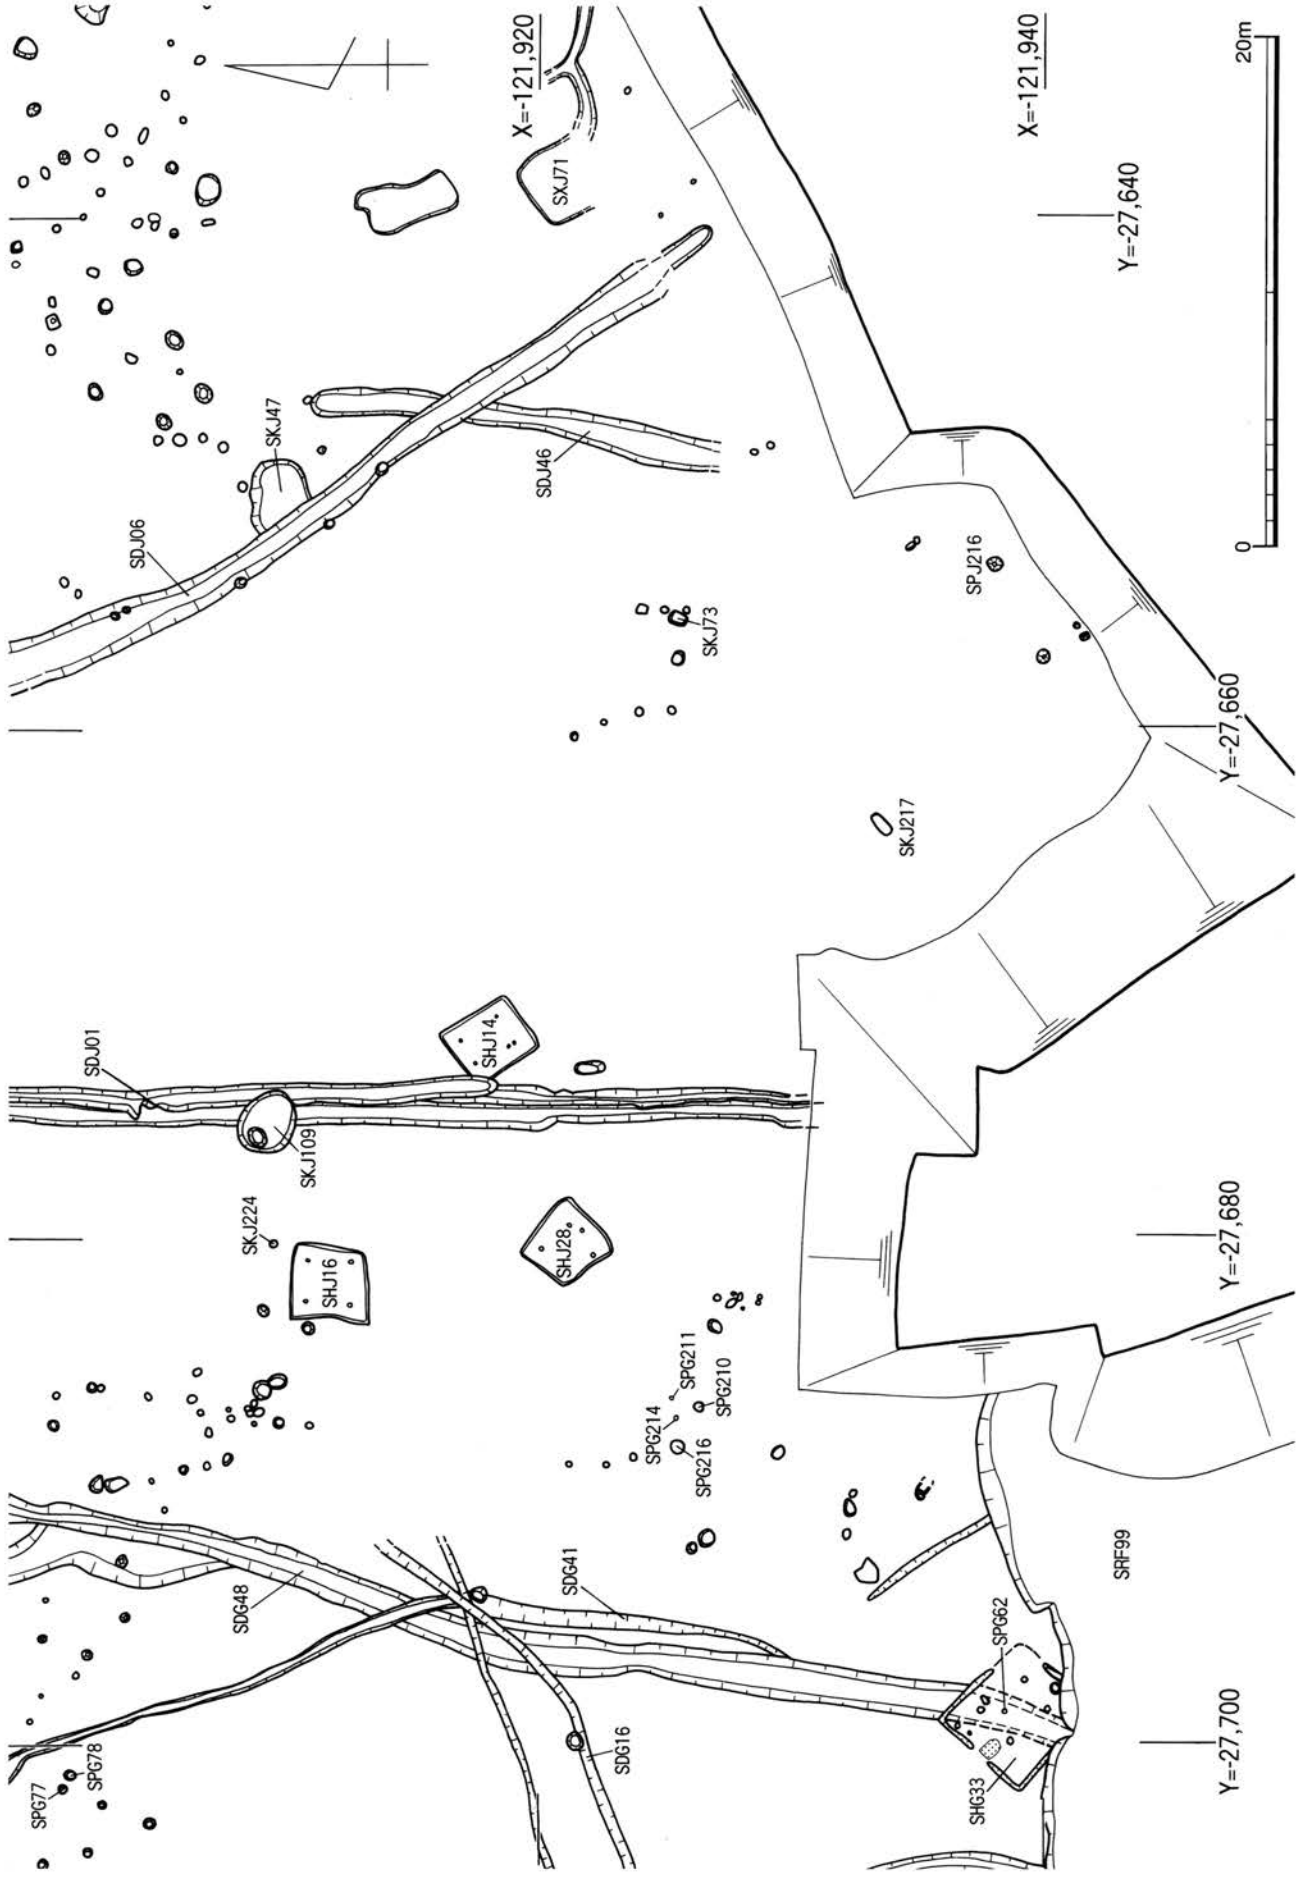 X=-121,920
X=-121,940
20m
0
SXJ71
Y=-27,640
SKJ47
SDJ06
SDJ46
SPJ216
SKJ73
Y=-27,660
SKJ217
SDJ01
SHJ14
SKJ109
SKJ224
SHJ16
SHJ28
Y=-27,680
SPG211
SPG210
SPG214
SPG216
SDG48
SDG41
SRF99
SPG62
SDG16
SPG77
SPG78
SHG33
Y=-27,700